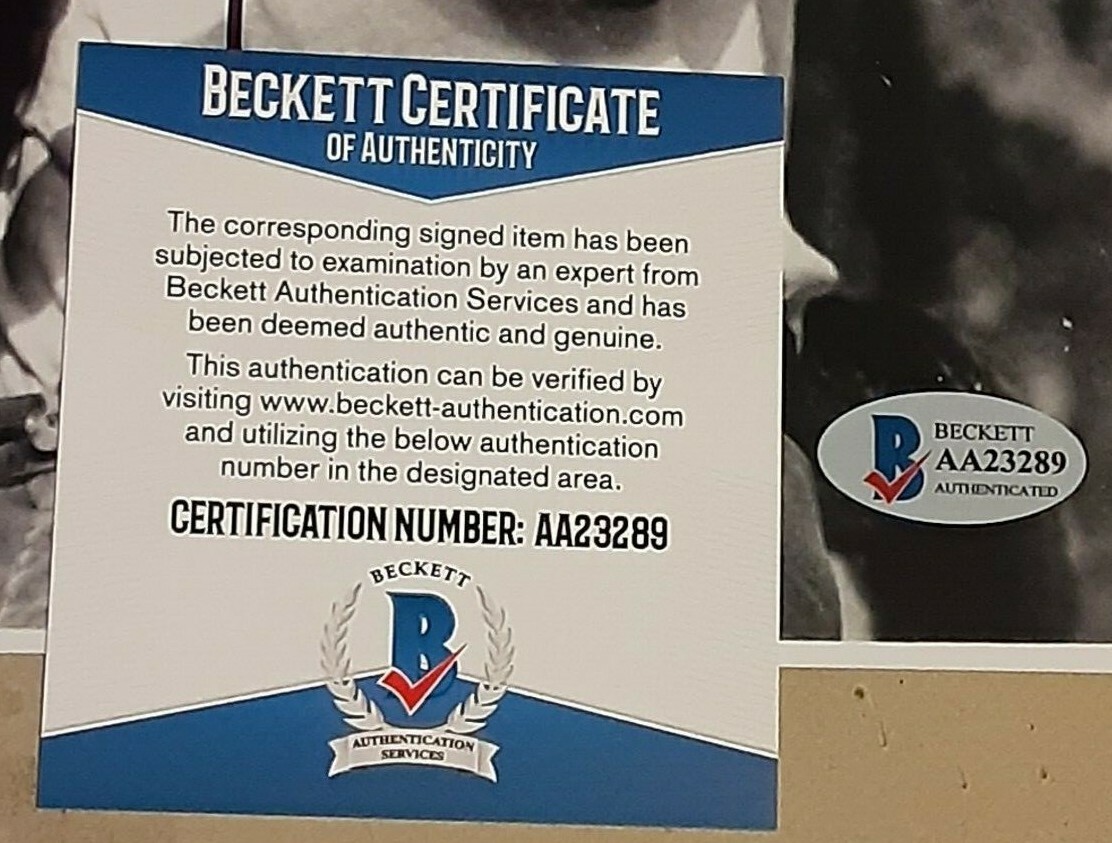 BECKETT CERTIFICATE
OF AUTHENTICITY
The corresponding signed item has been
subjected to examination by an expert from
Beckett Authentication Services and has
been deemed authentic and genuine.
This authentication can be verified by
visiting www.beckett-authentication.com
and utilizing the below authentication
number in the designated area.
CERTIFICATION NUMBER: AA23289
BECKETT
B
AUTHENTICATION
SERVICES
B
BECKETT
AA23289
AUTHENTICATED